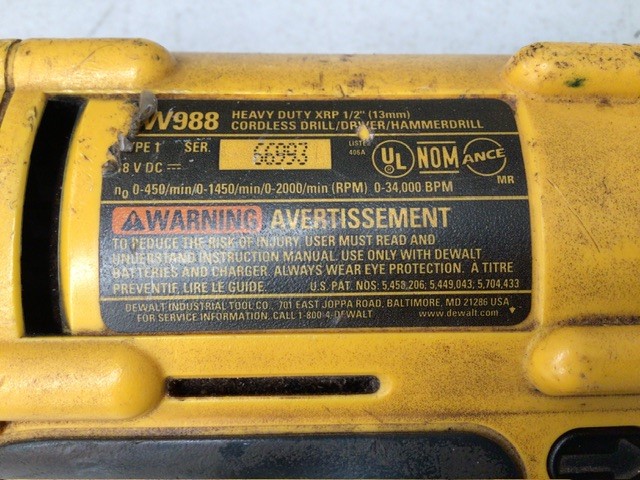 W988 HEAVY DUTY XRP 1/2" (13mm)
CORDLESS DRILL/DRIVER/HAMMERDRILL
TYPE 1 SER. 66993 LISTED 406A UL NOM ANCE MR
18 V DC
n0 0-450/min/0-1450/min/0-2000/min (RPM) 0-34,000 BPM
WARNING AVERTISSEMENT
TO REDUCE THE RISK OF INJURY, USER MUST READ AND
UNDERSTAND INSTRUCTION MANUAL. USE ONLY WITH DEWALT
BATTERIES AND CHARGER. ALWAYS WEAR EYE PROTECTION. À TITRE
PREVENTIF, LIRE LE GUIDE. U.S. PAT. NOS: 5,458,206; 5,449,043; 5,704,433
DEWALT INDUSTRIAL TOOL CO., 701 EAST JOPPA ROAD, BALTIMORE, MD 21286 USA
FOR SERVICE INFORMATION, CALL 1-800-4-DEWALT www.dewalt.com